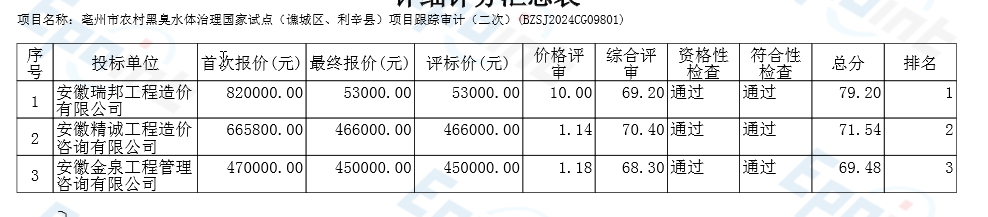 详细评分汇总表
项目名称：亳州市农村黑臭水体治理国家试点（谯城区、利辛县）项目跟踪审计（二次）(BZSJ2024CG09801)
序号 投标单位 首次报价(元) 最终报价(元) 评标价(元) 价格评审 综合评审 资格性检查 符合性检查 总分 排名
1 安徽瑞邦工程造价有限公司 820000.00 53000.00 53000.00 10.00 69.20 通过 通过 79.20 1
2 安徽精诚工程造价咨询有限公司 665800.00 466000.00 466000.00 1.14 70.40 通过 通过 71.54 2
3 安徽金泉工程管理咨询有限公司 470000.00 450000.00 450000.00 1.18 68.30 通过 通过 69.48 3